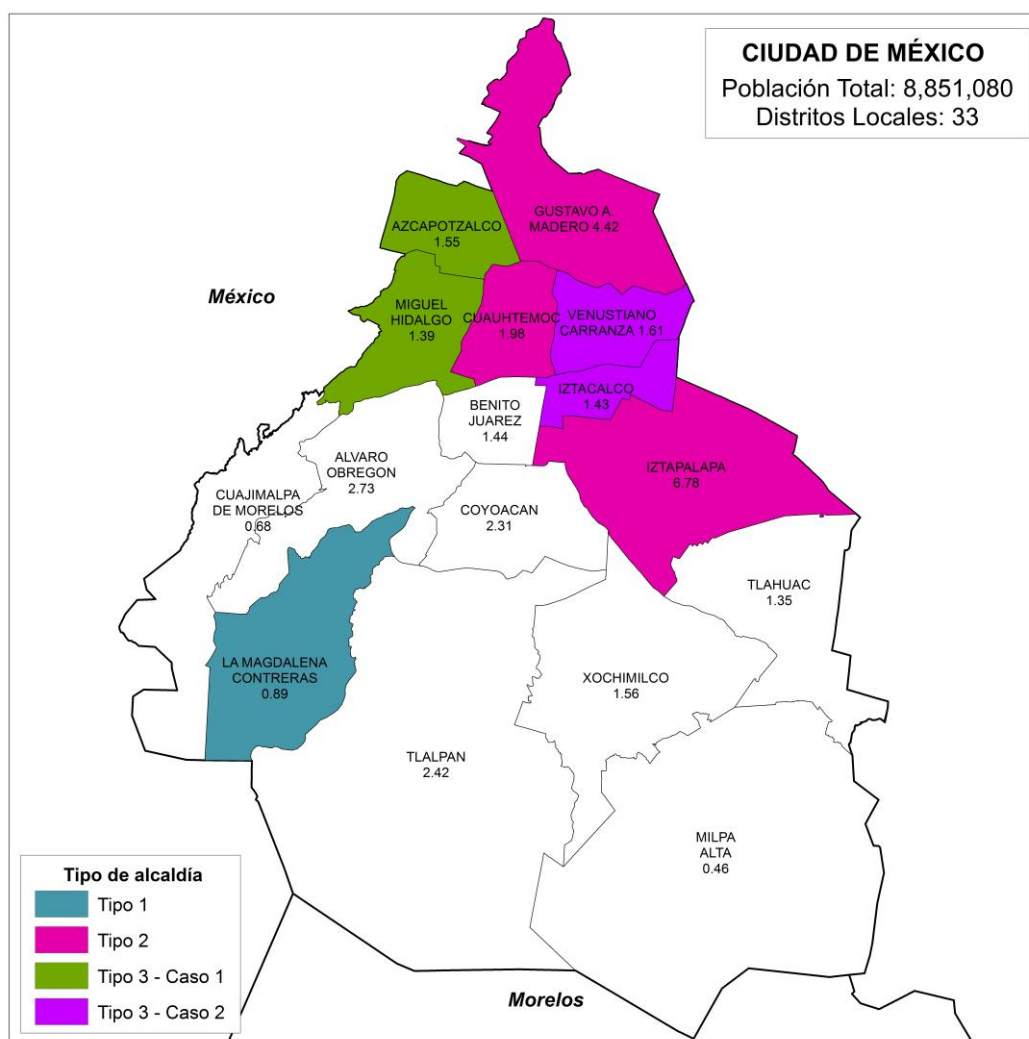 CIUDAD DE MÉXICO
Población Total: 8,851,080
Distritos Locales: 33
GUSTAVO A.
MADERO 4.42
AZCAPOTZALCO
1.55
México
MIGUEL
HIDALGO
1.39
CUAUHTEMOC
1.98
VENUSTIANO
CARRANZA 1.61
IZTACALCO
1.43
BENITO
JUAREZ
1.44
ALVARO
OBREGON
2.73
IZTAPALAPA
6.78
CUAJIMALPA
DE MORELOS
0.68
COYOACAN
2.31
TLAHUAC
1.35
LA MAGDALENA
CONTRERAS
0.89
XOCHIMILCO
1.56
TLALPAN
2.42
MILPA
ALTA
0.46
Tipo de alcaldía
Tipo 1
Tipo 2
Tipo 3 - Caso 1
Tipo 3 - Caso 2
Morelos